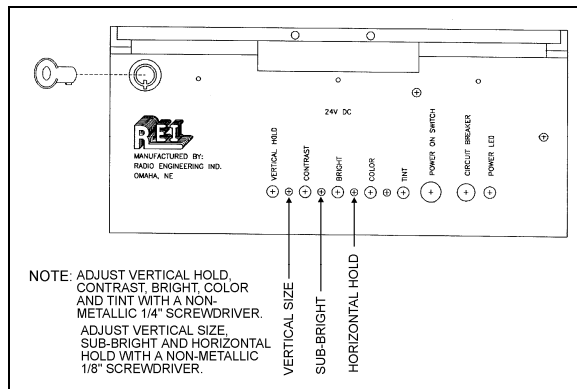 24V DC
REI
MANUFACTURED BY:
RADIO ENGINEERING IND.
OMAHA, NE
VERTICAL HOLD
CONTRAST
BRIGHT
COLOR
TINT
POWER ON SWITCH
CIRCUIT BREAKER
POWER LED
NOTE: ADJUST VERTICAL HOLD,
CONTRAST, BRIGHT, COLOR
AND TINT WITH A NON-
METALLIC 1/4" SCREWDRIVER.
ADJUST VERTICAL SIZE,
SUB-BRIGHT AND HORIZONTAL
HOLD WITH A NON-METALLIC
1/8" SCREWDRIVER.
VERTICAL SIZE
SUB-BRIGHT
HORIZONTAL HOLD